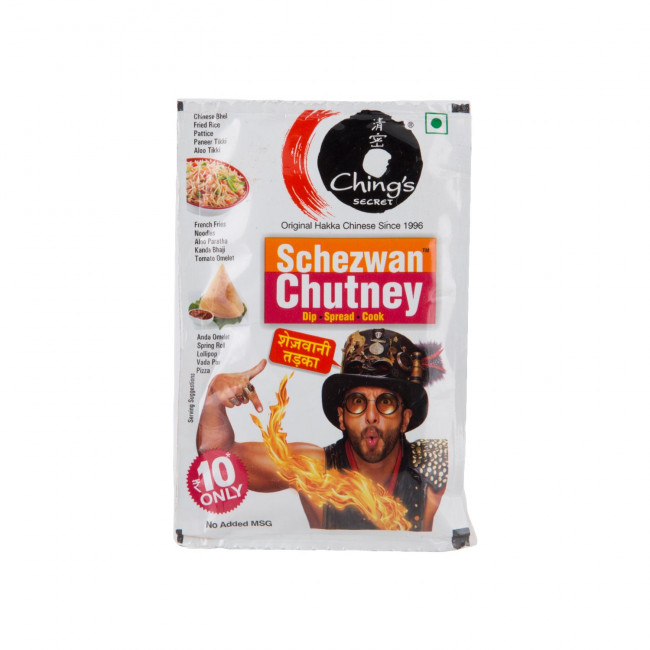 Chinese Bhel
Fried Rice
Pattice
Paneer Tikki
Aloo Tikki
清
空
®
Ching's
SECRET
Original Hakka Chinese Since 1996
French Fries
Noodles
Aloo Paratha
Kanda Bhaji
Tomato Omelet
Schezwan™
Chutney
Dip • Spread • Cook
शेज़वानी
तड़का
Anda Omelet
Spring Roll
Lollipop
Vada Pav
Pizza
Serving Suggestions
₹10*
ONLY
No Added MSG